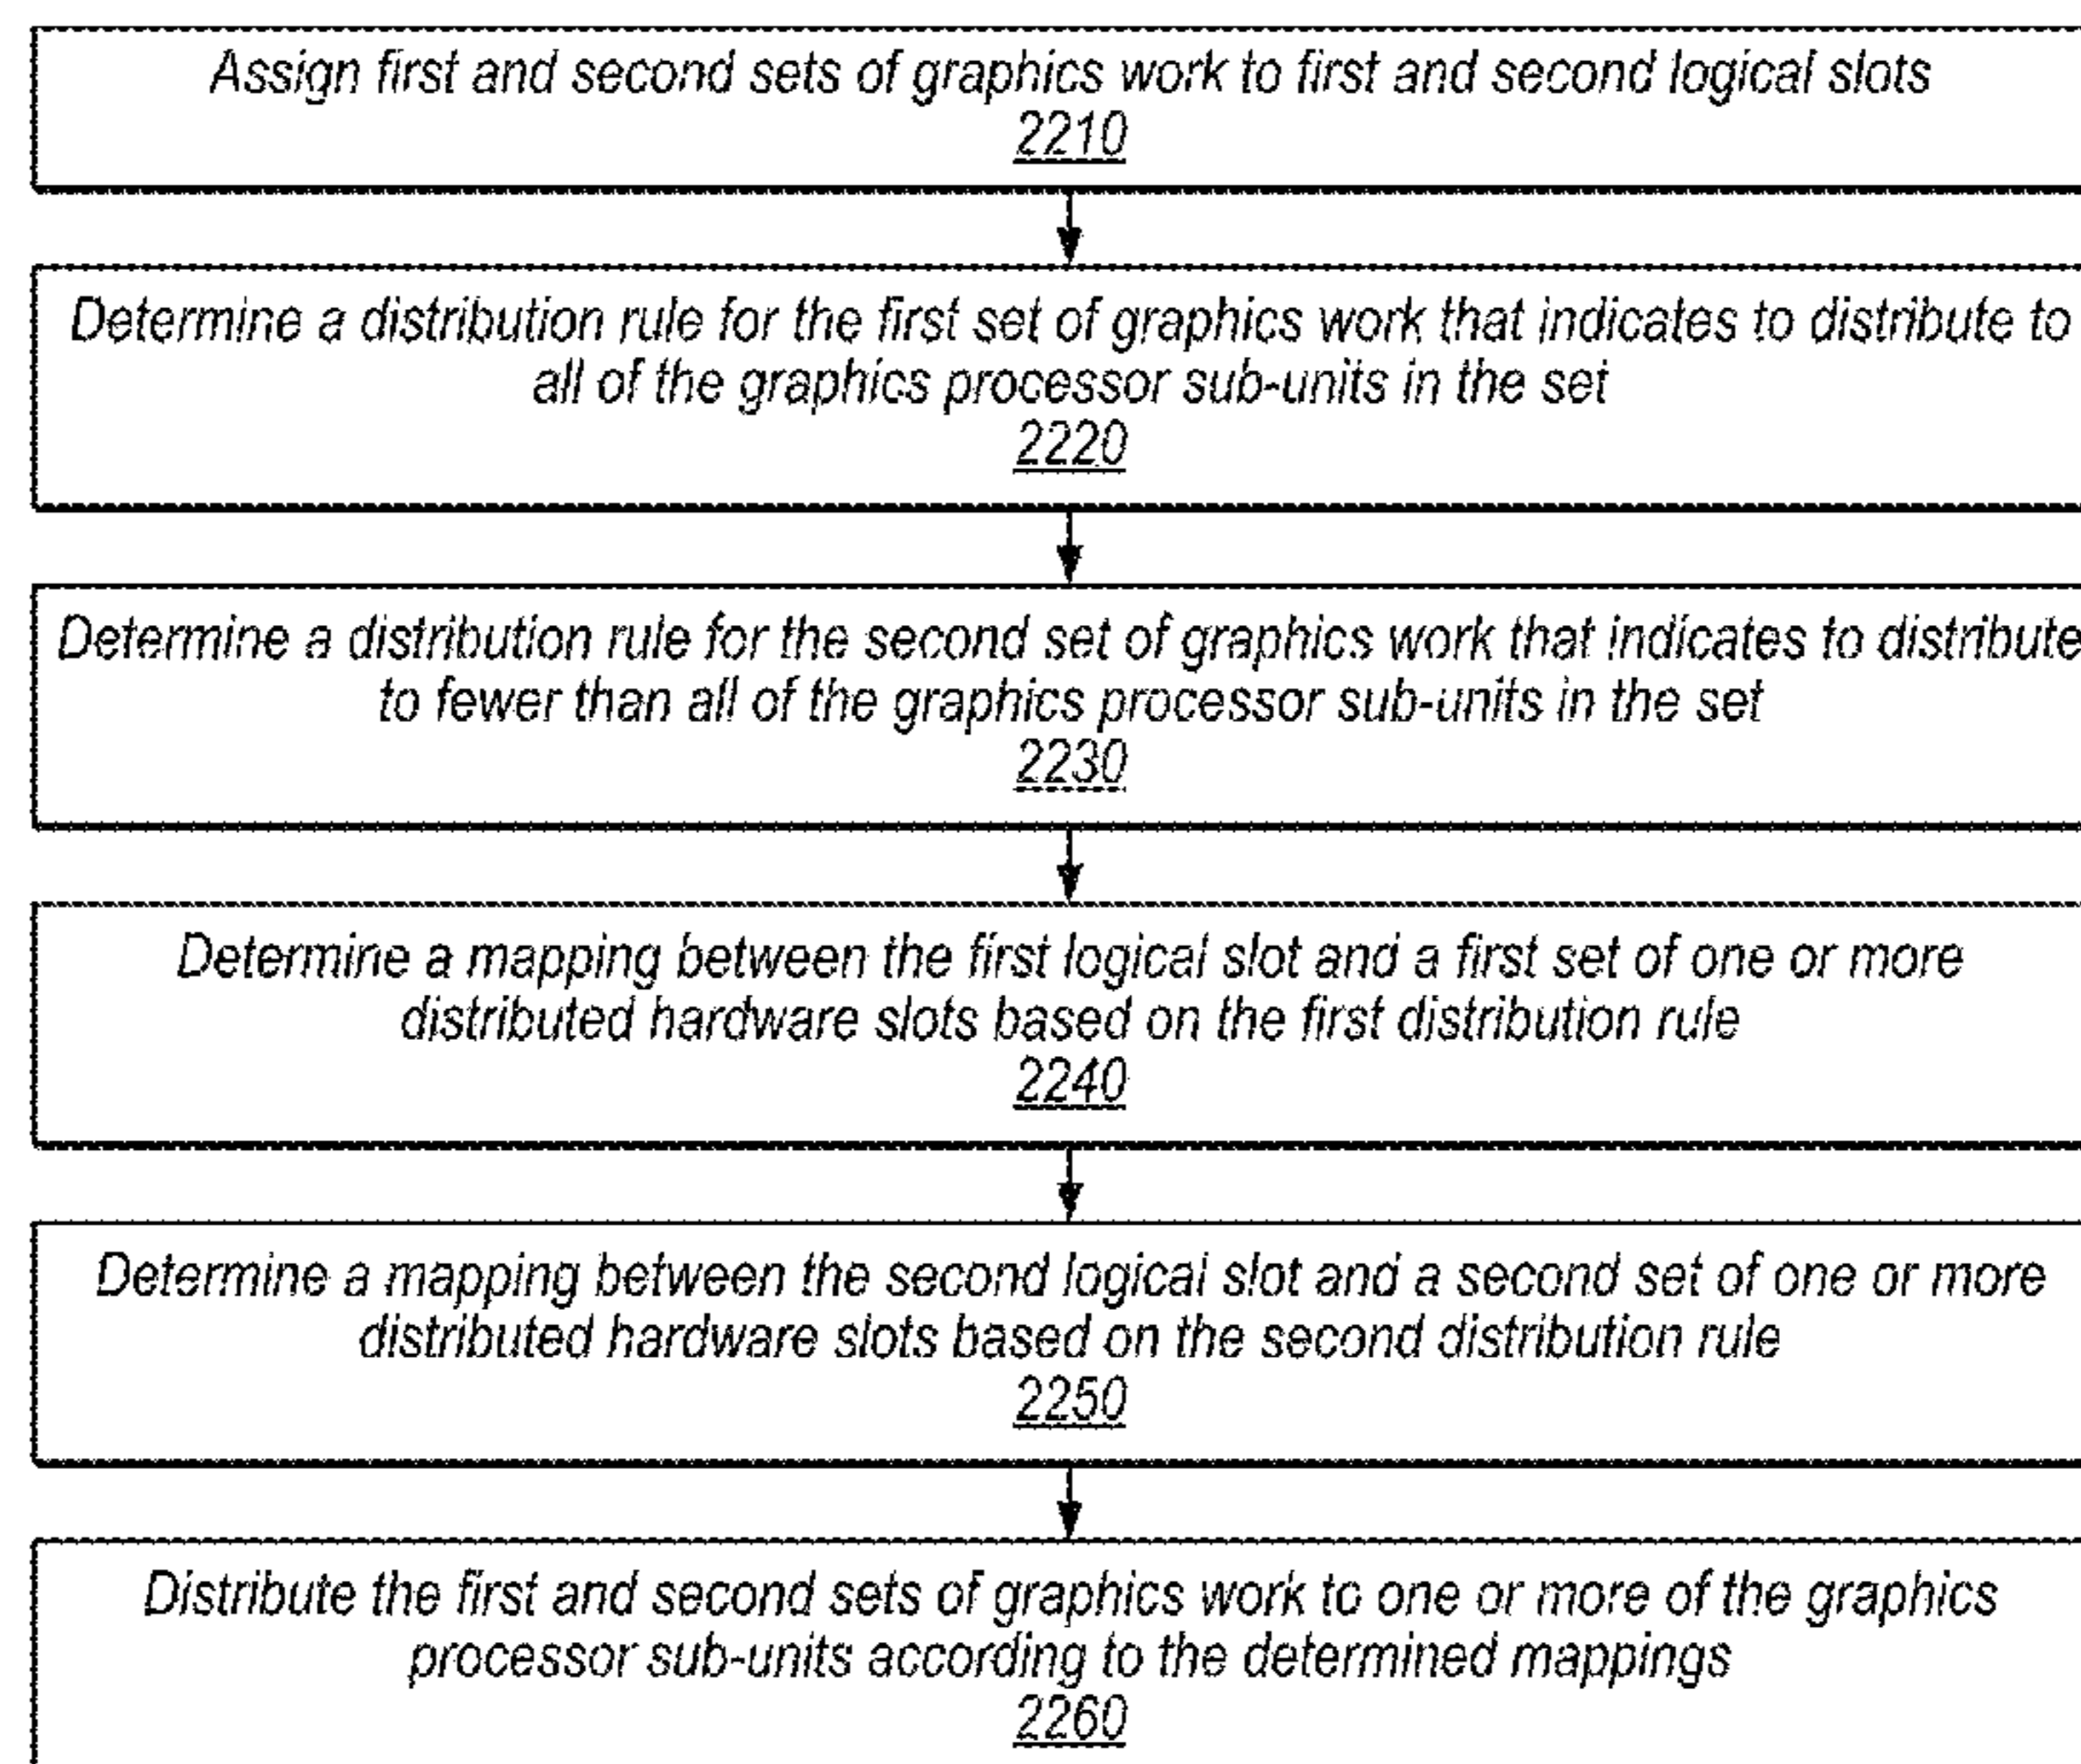 Assign first and second sets of graphics work to first and second logical slots
2210
Determine a distribution rule for the first set of graphics work that indicates to distribute to
all of the graphics processor sub-units in the set
2220
Determine a distribution rule for the second set of graphics work that indicates to distribute
to fewer than all of the graphics processor sub-units in the set
2230
Determine a mapping between the first logical slot and a first set of one or more
distributed hardware slots based on the first distribution rule
2240
Determine a mapping between the second logical slot and a second set of one or more
distributed hardware slots based on the second distribution rule
2250
Distribute the first and second sets of graphics work to one or more of the graphics
processor sub-units according to the determined mappings
2260